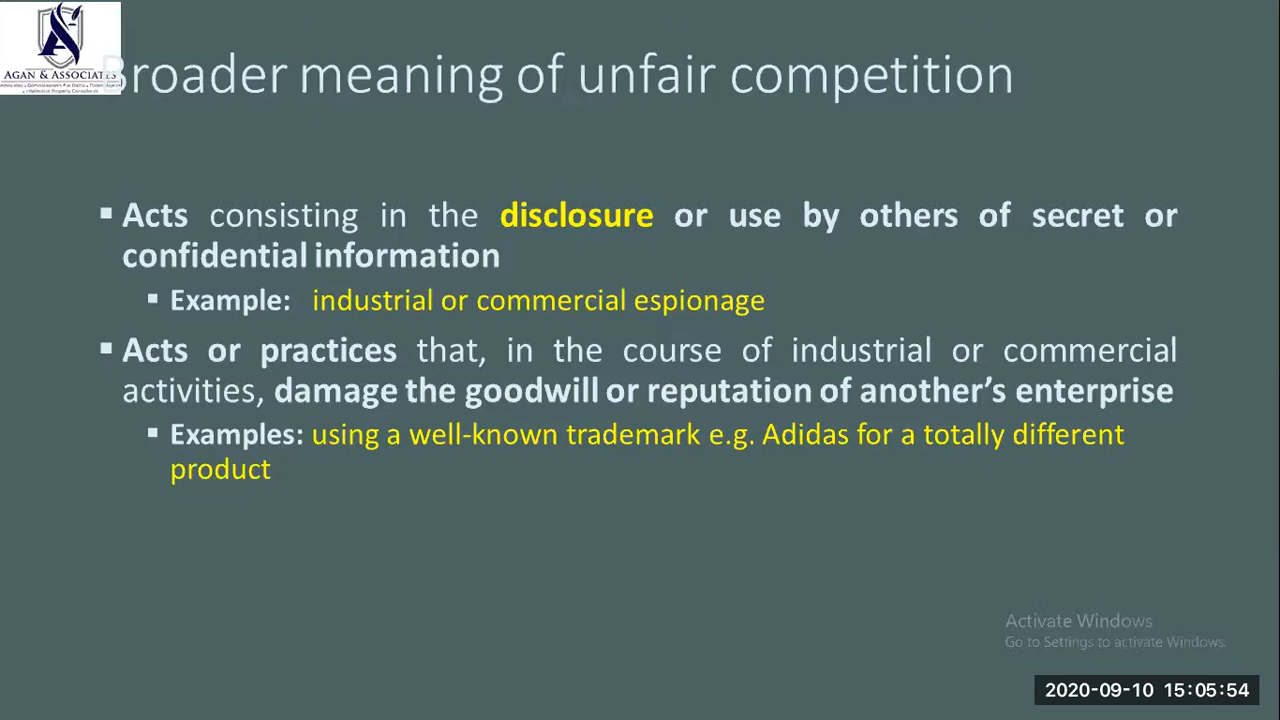 AGAN & ASSOCIATES
Broader meaning of unfair competition
▪ Acts consisting in the disclosure or use by others of secret or
confidential information
▪ Example: industrial or commercial espionage
▪ Acts or practices that, in the course of industrial or commercial
activities, damage the goodwill or reputation of another's enterprise
▪ Examples: using a well-known trademark e.g. Adidas for a totally different
product
Activate Windows
Go to Settings to activate Windows.
2020-09-10 15:05:54